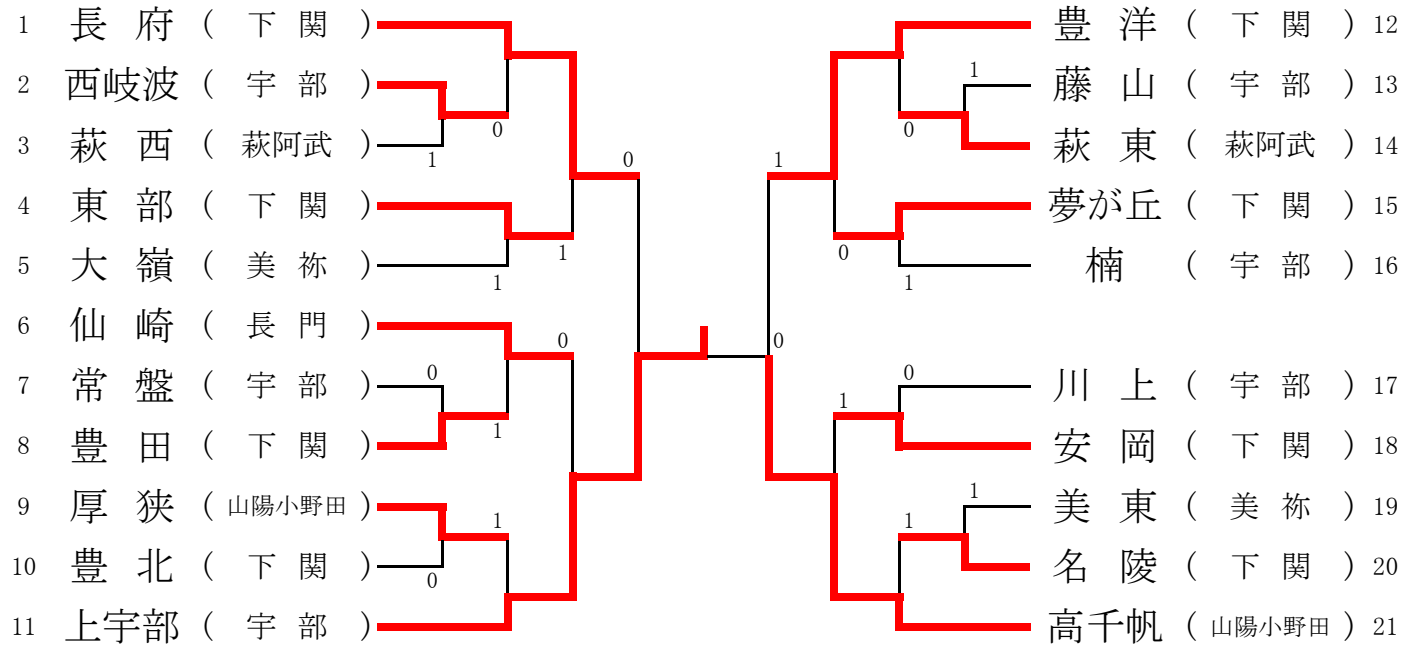 1 長府 (下関)
2 西岐波 (宇部)
0
3 萩西 (萩阿武)
1
0
4 東部 (下関)
1
5 大嶺 (美祢)
1
6 仙崎 (長門)
0
7 常盤 (宇部)
0
1
8 豊田 (下関)
9 厚狭 (山陽小野田)
1
10 豊北 (下関)
0
11 上宇部 (宇部)
豊洋 (下関) 12
1
藤山 (宇部) 13
0
萩東 (萩阿武) 14
1
夢が丘 (下関) 15
0
楠 (宇部) 16
1
0
0
川上 (宇部) 17
1
安岡 (下関) 18
1
美東 (美祢) 19
1
名陵 (下関) 20
高千帆 (山陽小野田) 21